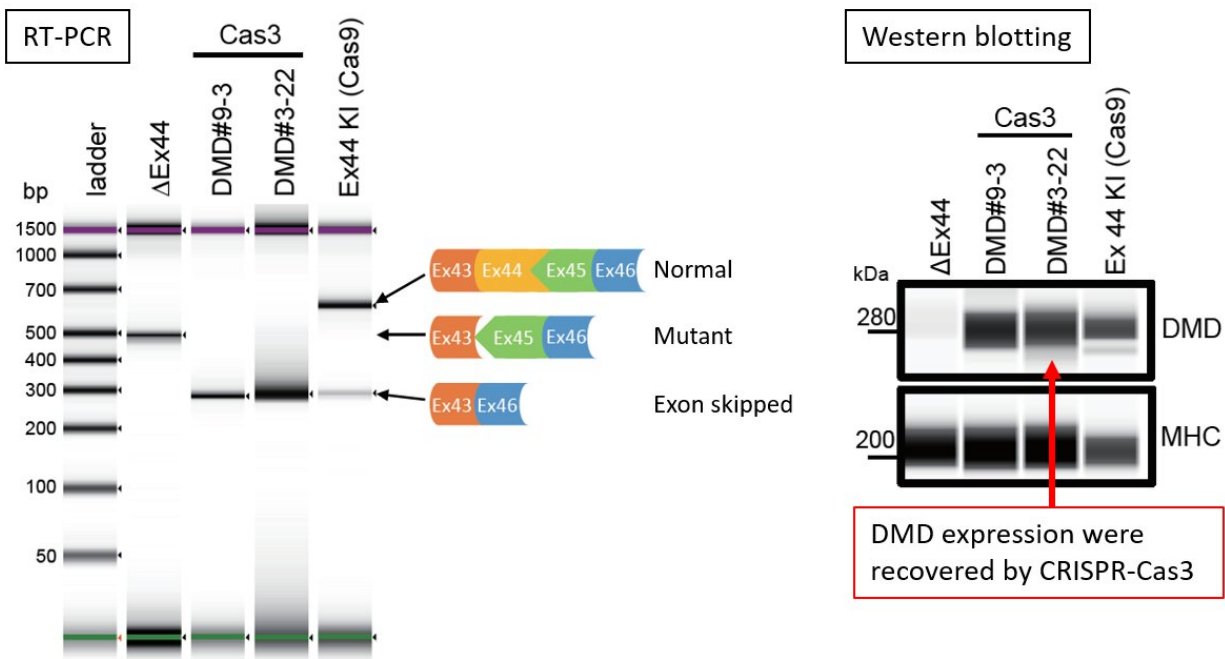 RT-PCR
Cas3
ladder
ΔEx44
DMD#9-3
DMD#3-22
Ex44 KI (Cas9)
bp
1500
1000
700
500
400
300
200
100
50
Ex43 Ex44 Ex45 Ex46 Normal
Ex43 Ex45 Ex46 Mutant
Ex43 Ex46 Exon skipped
Western blotting
Cas3
ΔEx44
DMD#9-3
DMD#3-22
Ex 44 KI (Cas9)
kDa
280
DMD
200
MHC
DMD expression were
recovered by CRISPR-Cas3